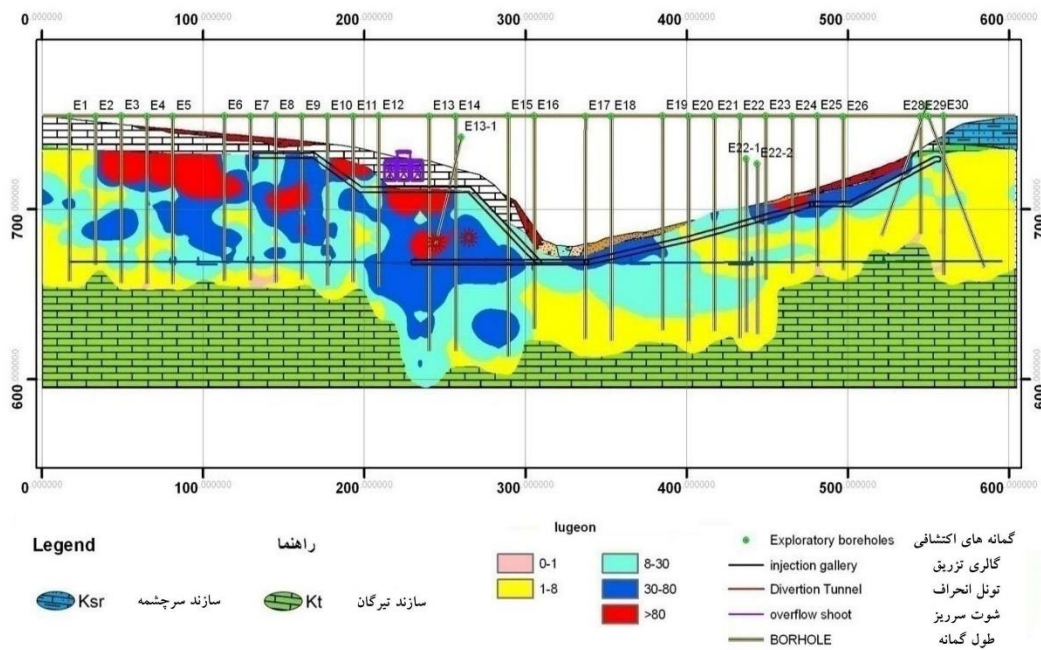 0.000000 100.000000 200.000000 300.000000 400.000000 500.000000 600.000000
E1 E2 E3 E4 E5 E6 E7 E8 E9 E10 E11 E12 E13 E14 E15 E16 E17 E18 E19 E20 E21 E22 E23 E24 E25 E26 E28 E29 E30
E13-1
E22-1
E22-2
700.000000 700.000000
600.000000 600.000000
0.000000 100.000000 200.000000 300.000000 400.000000 500.000000 600.000000
Legend راهنما
Ksr سازند سرچشمه
Kt سازند تیرگان
lugeon
0-1 8-30
1-8 30-80
>80
Exploratory boreholes گمانه های اکتشافی
injection gallery گالری تزریق
Divertion Tunnel تونل انحراف
overflow shoot شوت سرریز
BORHOLE طول گمانه